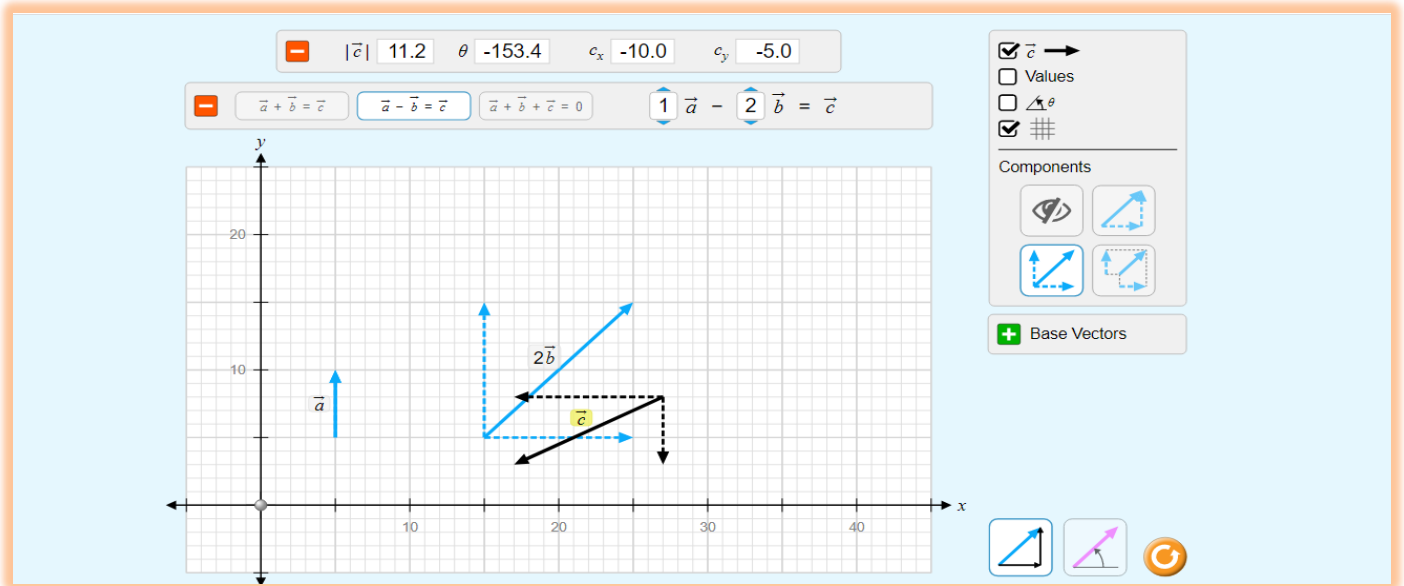 |c⃗| 11.2 θ -153.4 cₓ -10.0 c_y -5.0
a⃗ + b⃗ = c⃗ a⃗ − b⃗ = c⃗ a⃗ + b⃗ + c⃗ = 0 1 a⃗ − 2 b⃗ = c⃗
c⃗
Values
θ
Components
Base Vectors
y
20
10
a⃗
2b⃗
c⃗
x
10 20 30 40